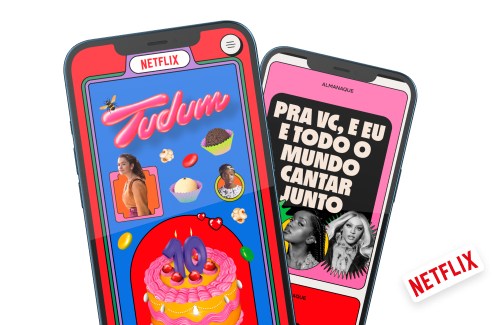 NETFLIX
Tudum
10
ALMANAQUE
PRA VC, E EU
E TODO O
MUNDO
CANTAR
JUNTO
NETFLIX